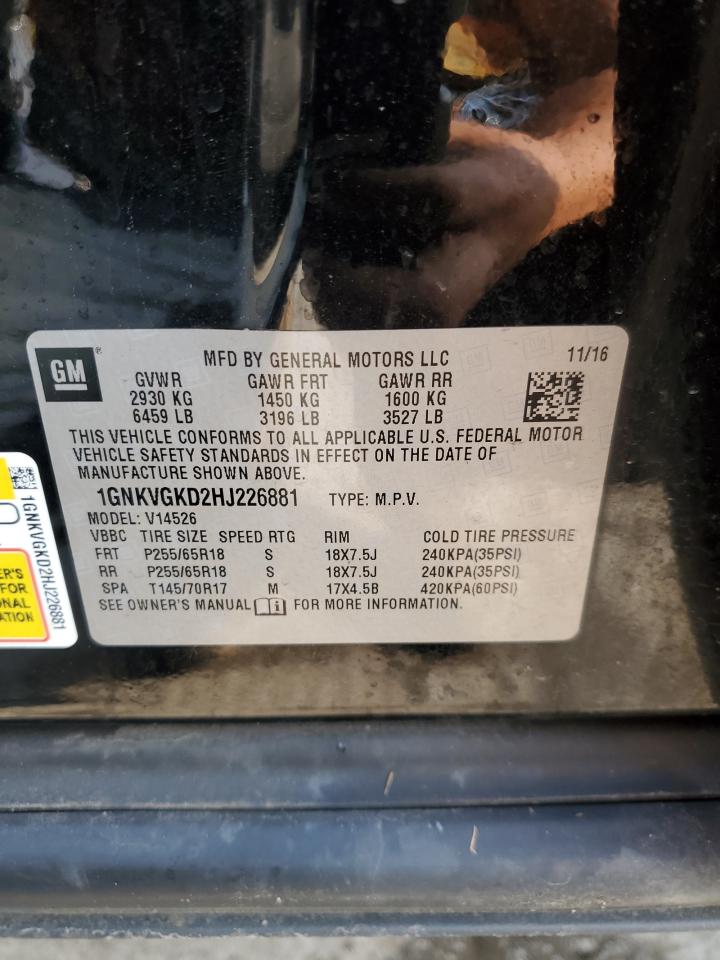 GM ®
MFD BY GENERAL MOTORS LLC 11/16
GVWR GAWR FRT GAWR RR
2930 KG 1450 KG 1600 KG
6459 LB 3196 LB 3527 LB
THIS VEHICLE CONFORMS TO ALL APPLICABLE U.S. FEDERAL MOTOR
VEHICLE SAFETY STANDARDS IN EFFECT ON THE DATE OF
MANUFACTURE SHOWN ABOVE.
1GNKVGKD2HJ226881 TYPE: M.P.V.
MODEL: V14526
VBBC TIRE SIZE SPEED RTG RIM COLD TIRE PRESSURE
FRT P255/65R18 S 18X7.5J 240KPA(35PSI)
RR P255/65R18 S 18X7.5J 240KPA(35PSI)
SPA T145/70R17 M 17X4.5B 420KPA(60PSI)
SEE OWNER'S MANUAL i FOR MORE INFORMATION.
1GNKVGKD2HJ226881
ER'S
FOR
ONAL
ATION